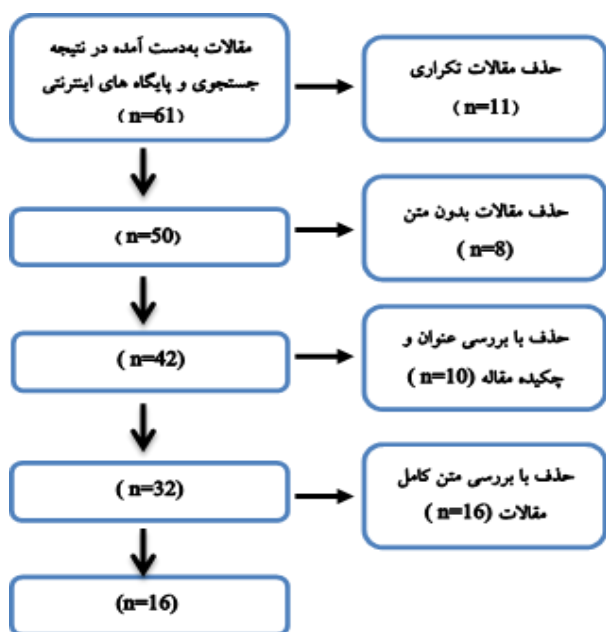 مقالات به‌دست آمده در نتیجه
جستجوی و پایگاه های اینترنتی
(n=61)
حذف مقالات تکراری
(n=11)
(n=50)
حذف مقالات بدون متن
(n=8)
(n=42)
حذف با بررسی عنوان و
چکیده مقاله (n=10)
(n=32)
حذف با بررسی متن کامل
مقالات (n=16)
(n=16)